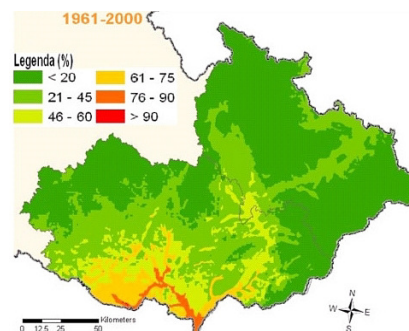 1961-2000
Legenda (%)
< 20
61 - 75
21 - 45
76 - 90
46 - 60
> 90
Kilometers
0 12.5 25 50
N
W E
S